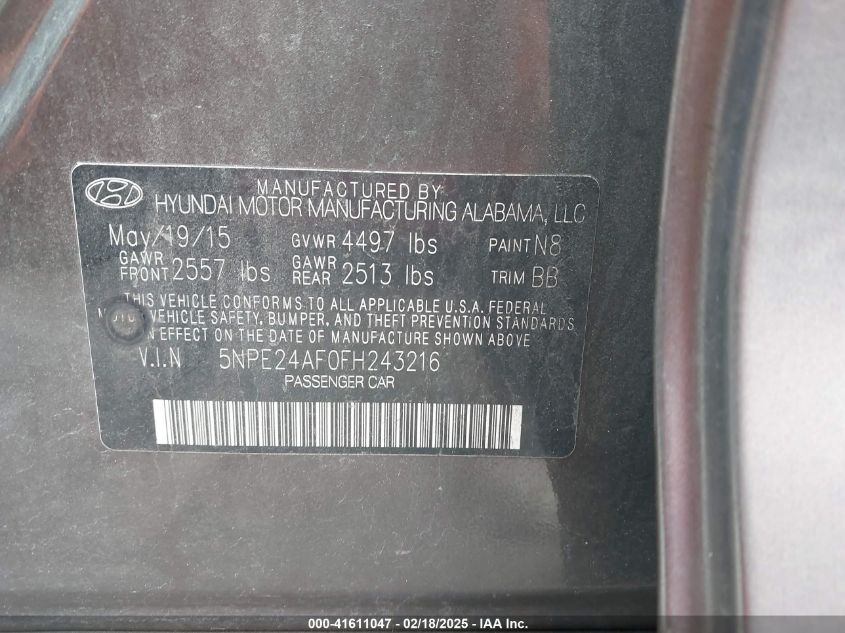 MANUFACTURED BY
HYUNDAI MOTOR MANUFACTURING ALABAMA, LLC
May/19/15 GVWR 4497 lbs PAINT N8
GAWR FRONT 2557 lbs GAWR REAR 2513 lbs TRIM BB
THIS VEHICLE CONFORMS TO ALL APPLICABLE U.S.A. FEDERAL
MOTOR VEHICLE SAFETY, BUMPER, AND THEFT PREVENTION STANDARDS
IN EFFECT ON THE DATE OF MANUFACTURE SHOWN ABOVE
V.I.N 5NPE24AF0FH243216
PASSENGER CAR
000-41611047 - 02/18/2025 - IAA Inc.